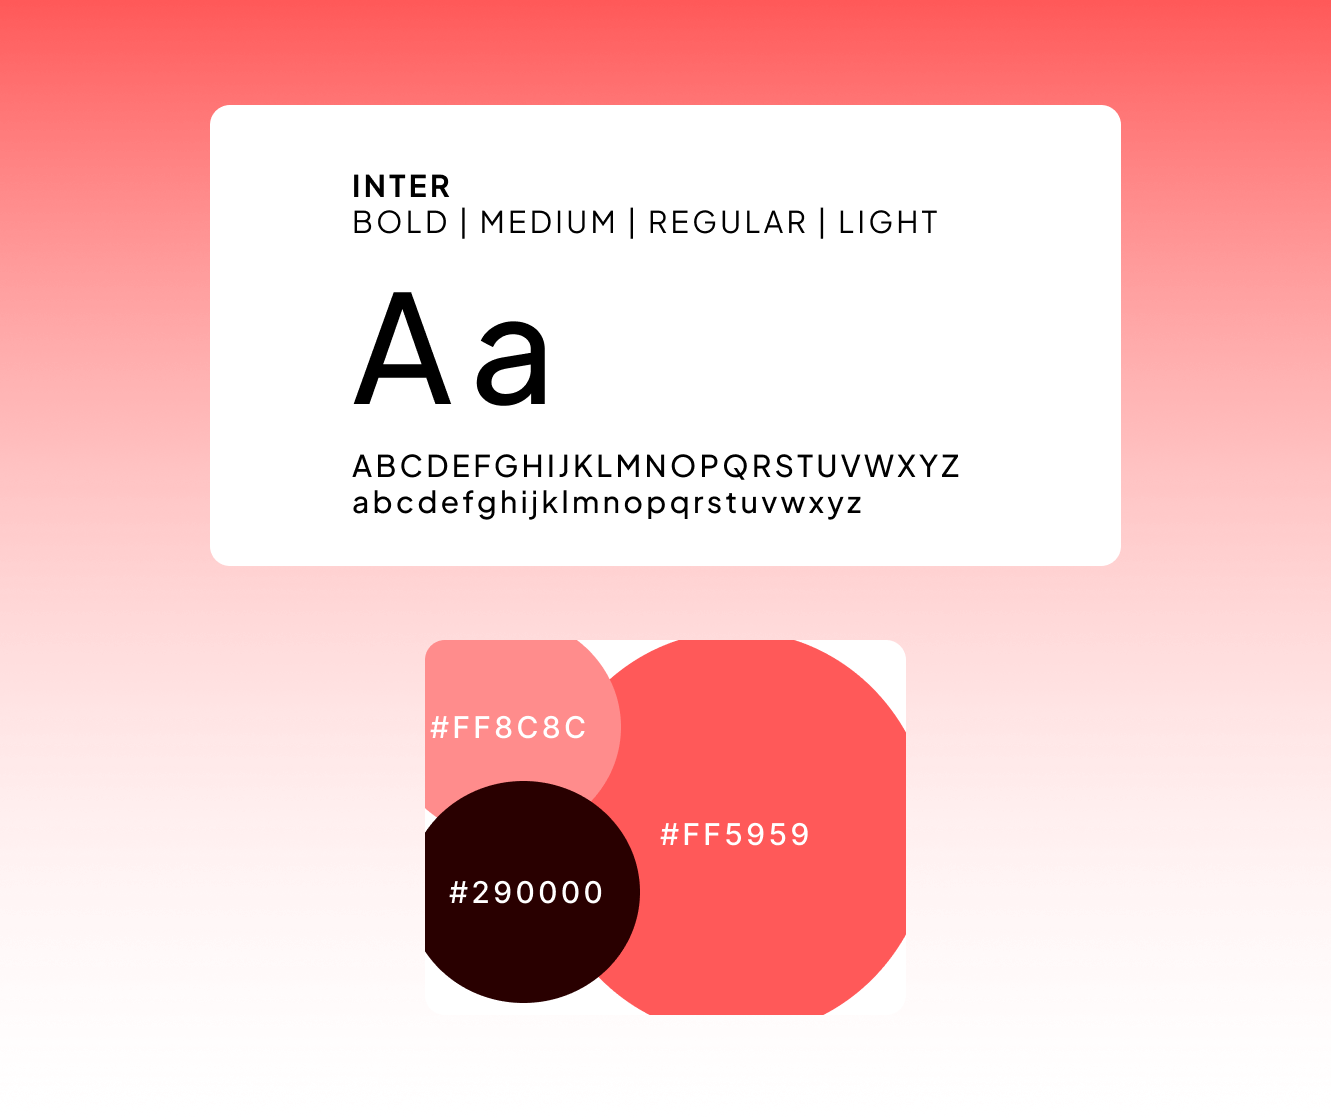 INTER
BOLD | MEDIUM | REGULAR | LIGHT
Aa
ABCDEFGHIJKLMNOPQRSTUVWXYZ
abcdefghijklmnopqrstuvwxyz
#FF8C8C
#FF5959
#290000